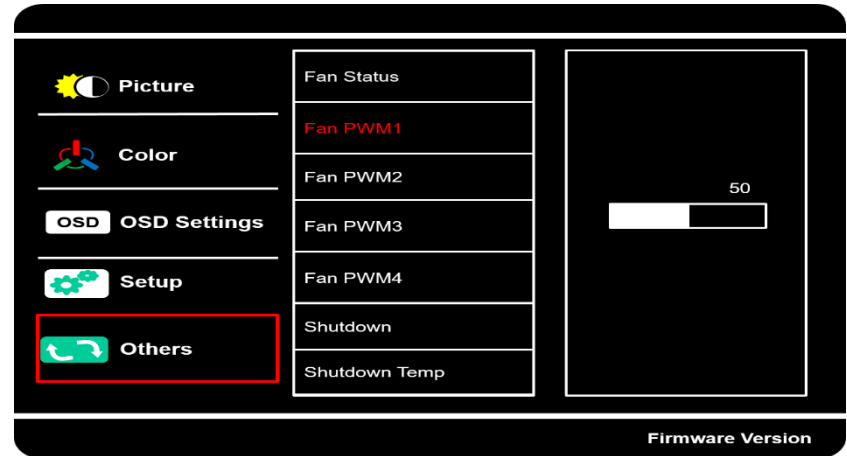 Picture
Color
OSD OSD Settings
Setup
Others
Fan Status
Fan PWM1
Fan PWM2
Fan PWM3
Fan PWM4
Shutdown
Shutdown Temp
50
Firmware Version